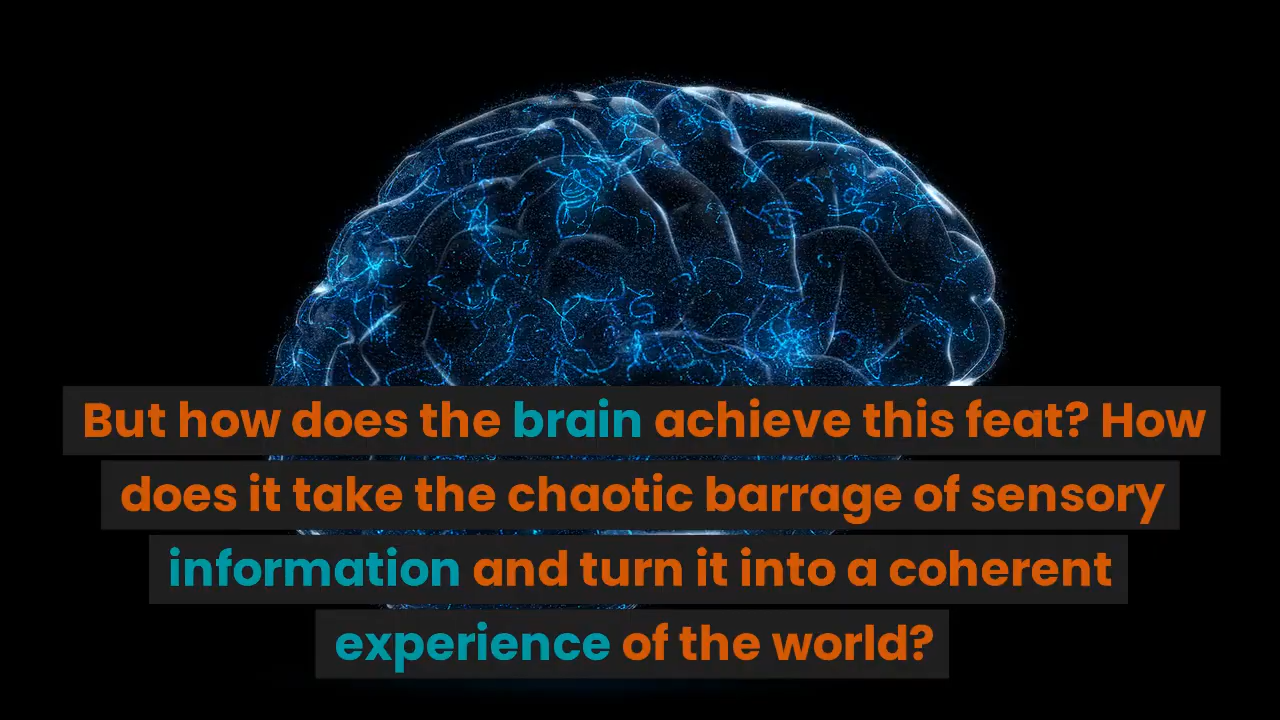 But how does the brain achieve this feat? How
does it take the chaotic barrage of sensory
information and turn it into a coherent
experience of the world?